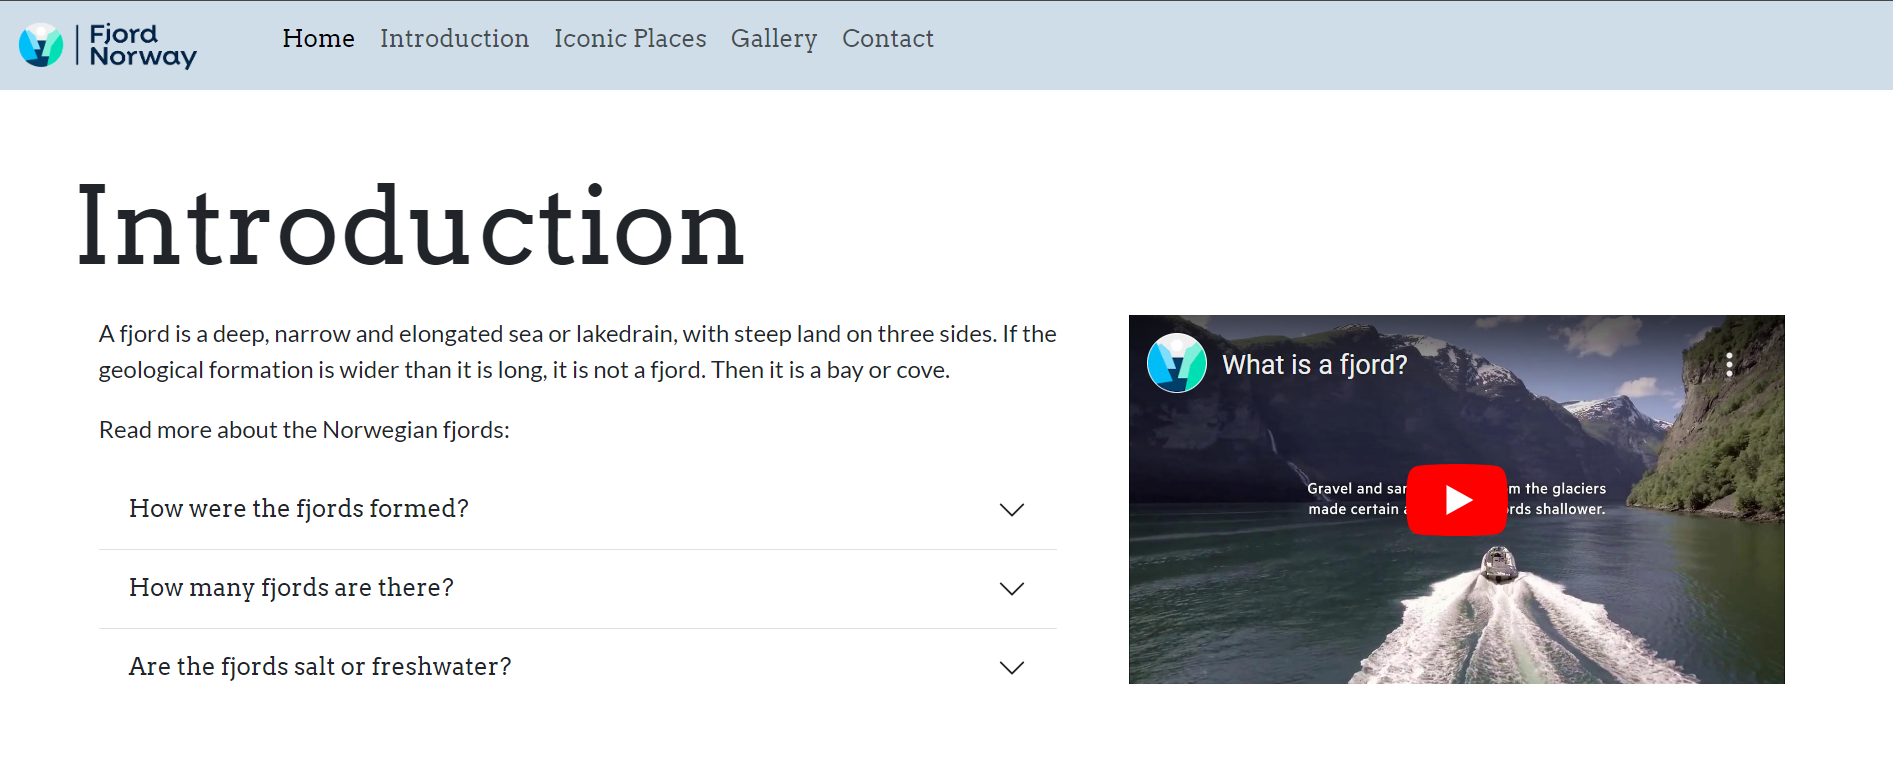 Fjord
Norway
Home Introduction Iconic Places Gallery Contact
Introduction
A fjord is a deep, narrow and elongated sea or lakedrain, with steep land on three sides. If the
geological formation is wider than it is long, it is not a fjord. Then it is a bay or cove.
Read more about the Norwegian fjords:
How were the fjords formed?
How many fjords are there?
Are the fjords salt or freshwater?
What is a fjord?
Gravel and the glaciers
made certain shallower.